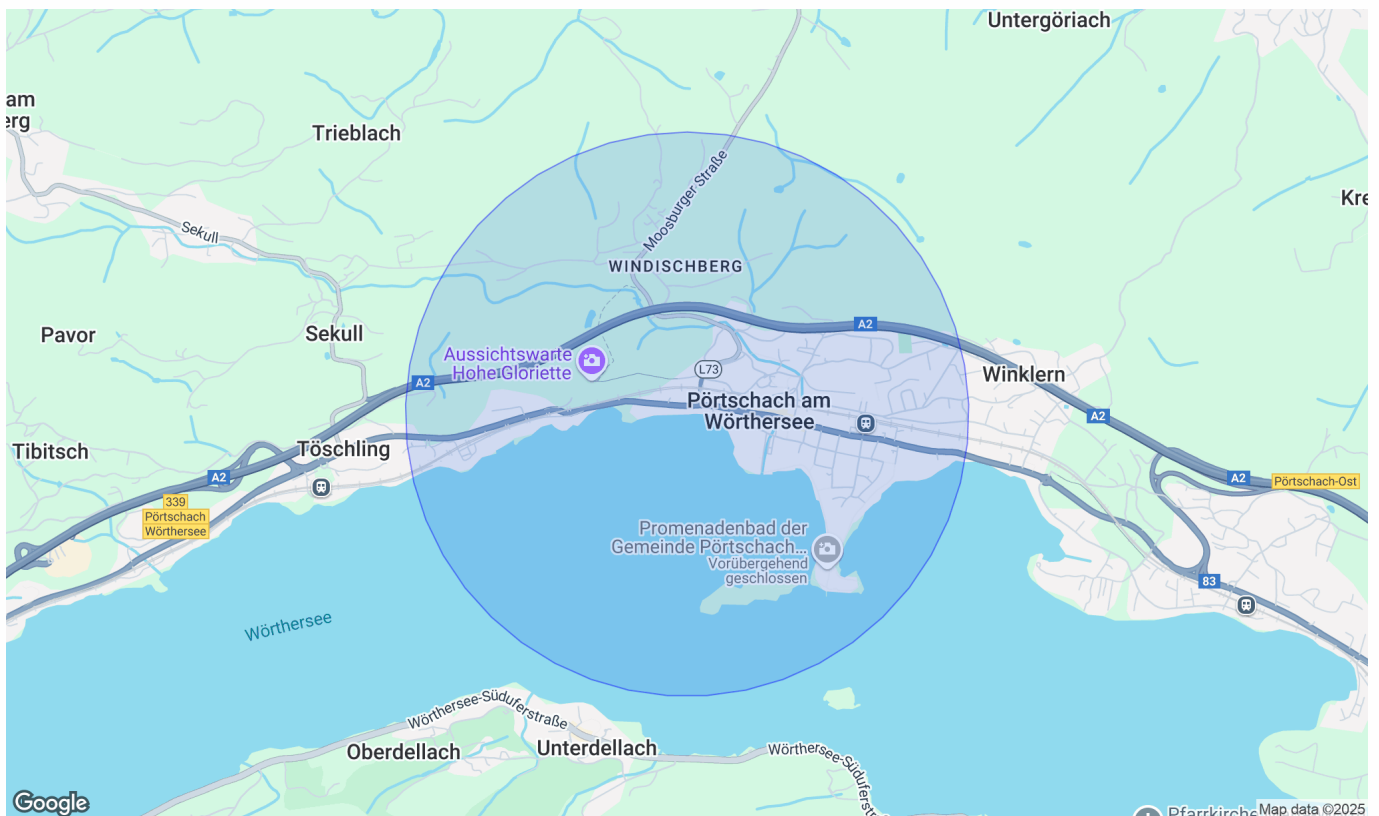 Untergöriach
am
erg
Trieblach
Kre
Moosburger Straße
Sekull
WINDISCHBERG
Pavor
Sekull
A2
Aussichtswarte
Hohe Gloriette
L73
Winklern
A2
Pörtschach am
Wörthersee
A2
Tibitsch
Töschling
A2
A2
Pörtschach-Ost
339
Pörtschach
Wörthersee
Promenadenbad der
Gemeinde Pörtschach...
Vorübergehend
geschlossen
83
Wörthersee
Wörthersee-Süduferstraße
Oberdellach
Unterdellach
Wörthersee-Süduferstraße
Google
Pfarrkirche
Map data ©2025